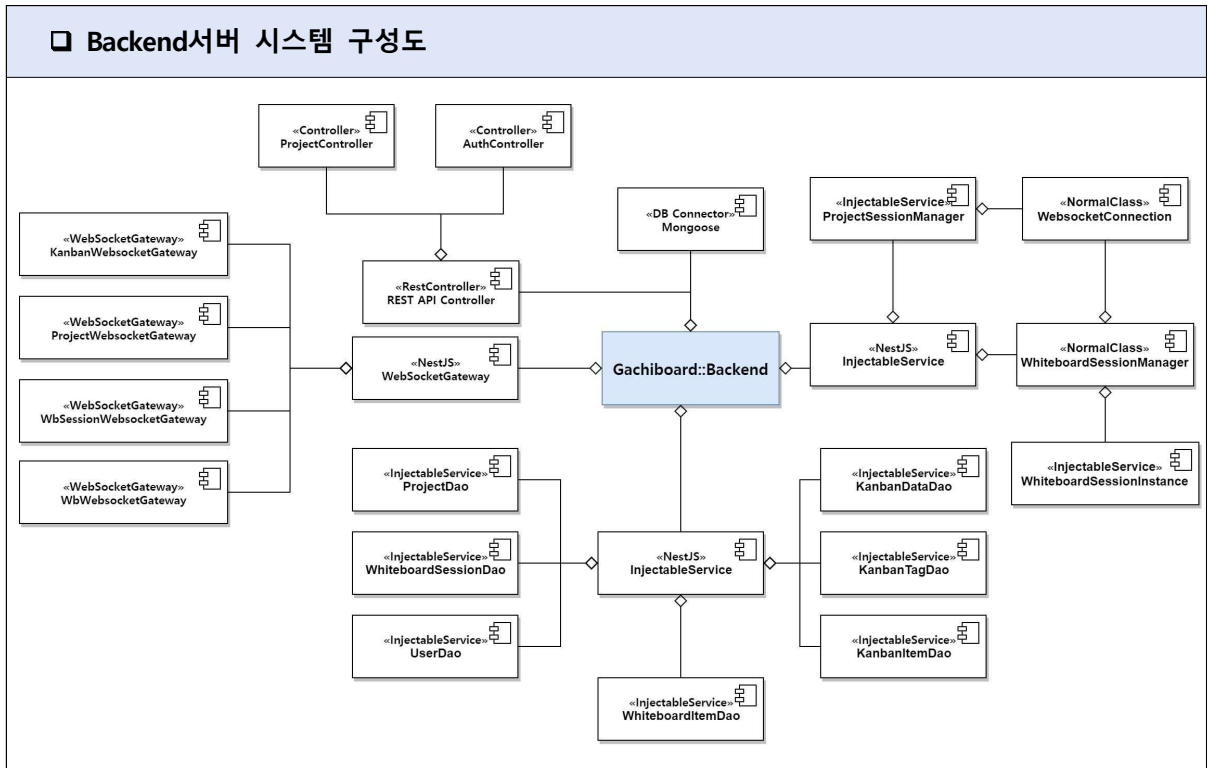 ❑ Backend서버 시스템 구성도
«Controller»
ProjectController
«Controller»
AuthController
«DB Connector»
Mongoose
«InjectableService»
ProjectSessionManager
«NormalClass»
WebsocketConnection
«WebSocketGateway»
KanbanWebsocketGateway
«RestController»
REST API Controller
«WebSocketGateway»
ProjectWebsocketGateway
«NestJS»
WebSocketGateway
Gachiboard::Backend
«NestJS»
InjectableService
«NormalClass»
WhiteboardSessionManager
«WebSocketGateway»
WbSessionWebsocketGateway
«WebSocketGateway»
WbWebsocketGateway
«InjectableService»
ProjectDao
«InjectableService»
KanbanDataDao
«InjectableService»
WhiteboardSessionInstance
«InjectableService»
WhiteboardSessionDao
«NestJS»
InjectableService
«InjectableService»
KanbanTagDao
«InjectableService»
UserDao
«InjectableService»
KanbanItemDao
«InjectableService»
WhiteboardItemDao